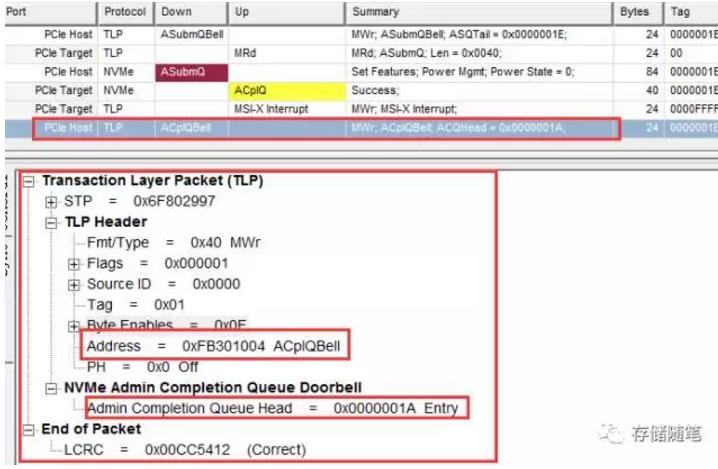 Port Protocol Down Up Summary Bytes Tag
PCIe Host TLP ASubmQBell MWr; ASubmQBell; ASQTail = 0x0000001E; 24 0000001E
PCIe Target TLP MRd MRd; ASubmQ; Len = 0x0040; 24 00
PCIe Host NVMe ASubmQ Set Features; Power Mgmt; Power State = 0; 84 0000001E
PCIe Target NVMe ACplQ Success; 40 0000001E
PCIe Target TLP MSI-X Interrupt MWr; MSI-X Interrupt; 24 0000FFFF
PCIe Host TLP ACplQBell MWr; ACplQBell; ACQHead = 0x0000001A; 24 0000001E
Transaction Layer Packet (TLP)
STP = 0x6F802997
TLP Header
Fmt/Type = 0x40 MWr
Flags = 0x000001
Source ID = 0x0000
Tag = 0x01
Byte Enables = 0x0F
Address = 0xFB301004 ACplQBell
PH = 0x0 Off
NVMe Admin Completion Queue Doorbell
Admin Completion Queue Head = 0x0000001A Entry
End of Packet
LCRC = 0x00CC5412 (Correct)
存储随笔